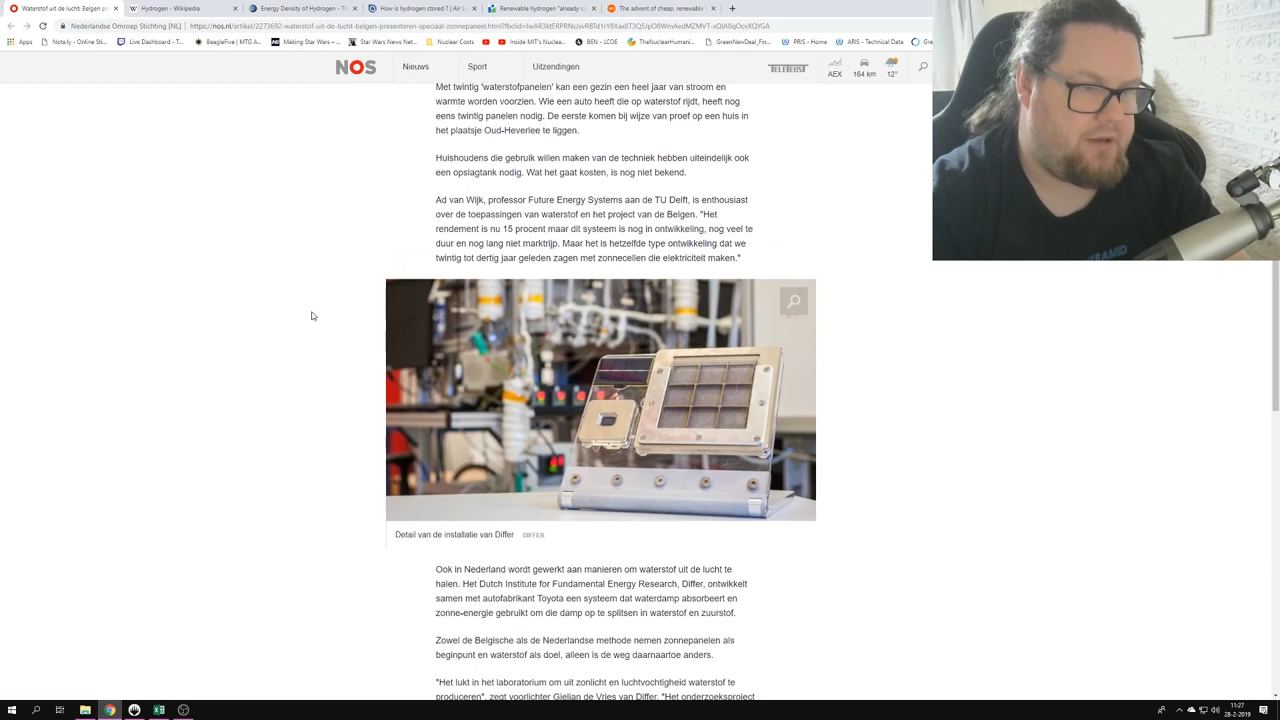 Waterstof uit de lucht: Belgen pr
Hydrogen - Wikipedia
Energy Density of Hydrogen - Th
How is hydrogen stored ? | Air L
Renewable hydrogen "already c
The advent of cheap, renewable
Nederlandse Omroep Stichting [NL] | https://nos.nl/artikel/2273692-waterstof-uit-de-lucht-belgen-presenteren-speciaal-zonnepaneel.html
Apps
Note.ly - Online Sti...
Live Dashboard - T...
BeagleFive | MTG A...
Making Star Wars – ...
Star Wars News Net...
Nuclear Costs
Inside MIT's Nuclea...
BEN - LCOE
TheNuclearHumani...
GreenNewDeal_Fin...
PRIS - Home
ARIS - Technical Data
Gre
NOS
Nieuws
Sport
Uitzendingen
TELETEKST
AEX
164 km
12°
Met twintig 'waterstofpanelen' kan een gezin een heel jaar van stroom en
warmte worden voorzien. Wie een auto heeft die op waterstof rijdt, heeft nog
eens twintig panelen nodig. De eerste komen bij wijze van proef op een huis in
het plaatsje Oud-Heverlee te liggen.
Huishoudens die gebruik willen maken van de techniek hebben uiteindelijk ook
een opslagtank nodig. Wat het gaat kosten, is nog niet bekend.
Ad van Wijk, professor Future Energy Systems aan de TU Delft, is enthousiast
over de toepassingen van waterstof en het project van de Belgen. "Het
rendement is nu 15 procent maar dit systeem is nog in ontwikkeling, nog veel te
duur en nog lang niet marktrijp. Maar het is hetzelfde type ontwikkeling dat we
twintig tot dertig jaar geleden zagen met zonnecellen die elektriciteit maken."
Detail van de installatie van Differ DIFFER
Ook in Nederland wordt gewerkt aan manieren om waterstof uit de lucht te
halen. Het Dutch Institute for Fundamental Energy Research, Differ, ontwikkelt
samen met autofabrikant Toyota een systeem dat waterdamp absorbeert en
zonne-energie gebruikt om die damp op te splitsen in waterstof en zuurstof.
Zowel de Belgische als de Nederlandse methode nemen zonnepanelen als
beginpunt en waterstof als doel, alleen is de weg daarnaartoe anders.
"Het lukt in het laboratorium om uit zonlicht en luchtvochtigheid waterstof te
produceren", zegt voorlichter Gieljan de Vries van Differ. "Het onderzoeksproject
11:27
28-2-2019